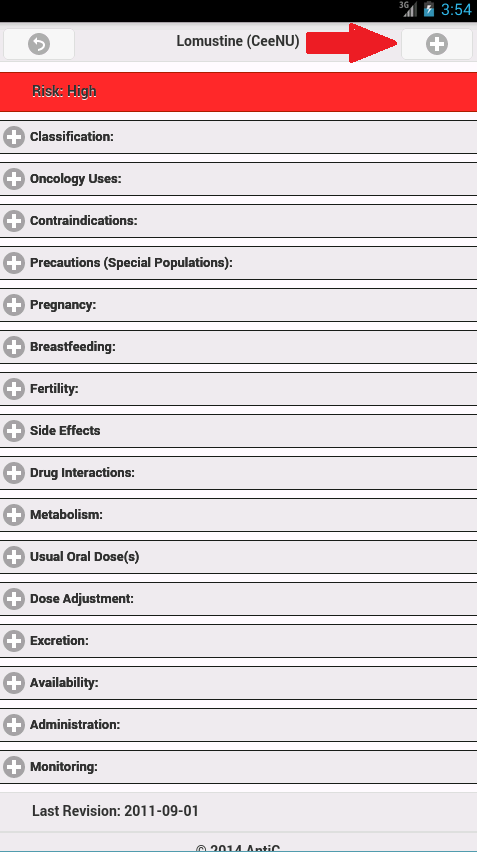 3G 3:54
Lomustine (CeeNU)
Risk: High
Classification:
Oncology Uses:
Contraindications:
Precautions (Special Populations):
Pregnancy:
Breastfeeding:
Fertility:
Side Effects
Drug Interactions:
Metabolism:
Usual Oral Dose(s)
Dose Adjustment:
Excretion:
Availability:
Administration:
Monitoring:
Last Revision: 2011-09-01
© 2014 AntiC